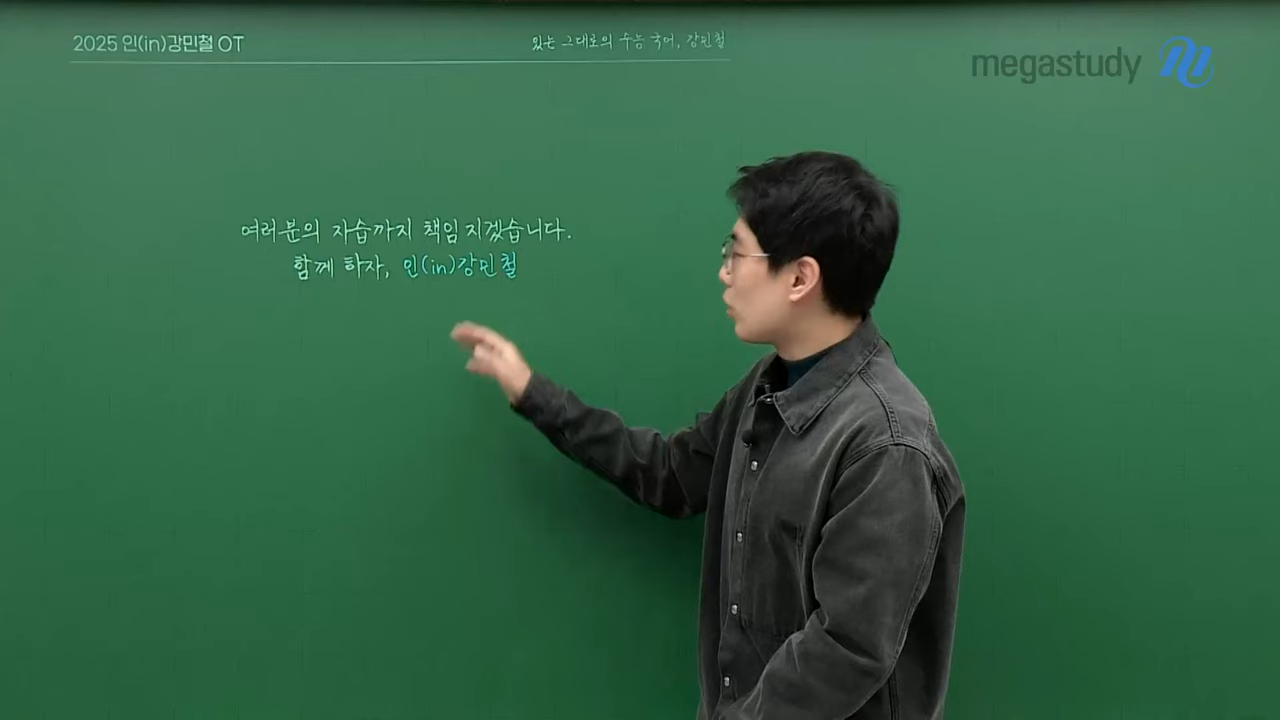 2025 인(in)강민철 OT
있는 그대로의 수능 국어, 강민철
megastudy
여러분의 자습까지 책임 지겠습니다.
함께 하자, 인(in)강민철